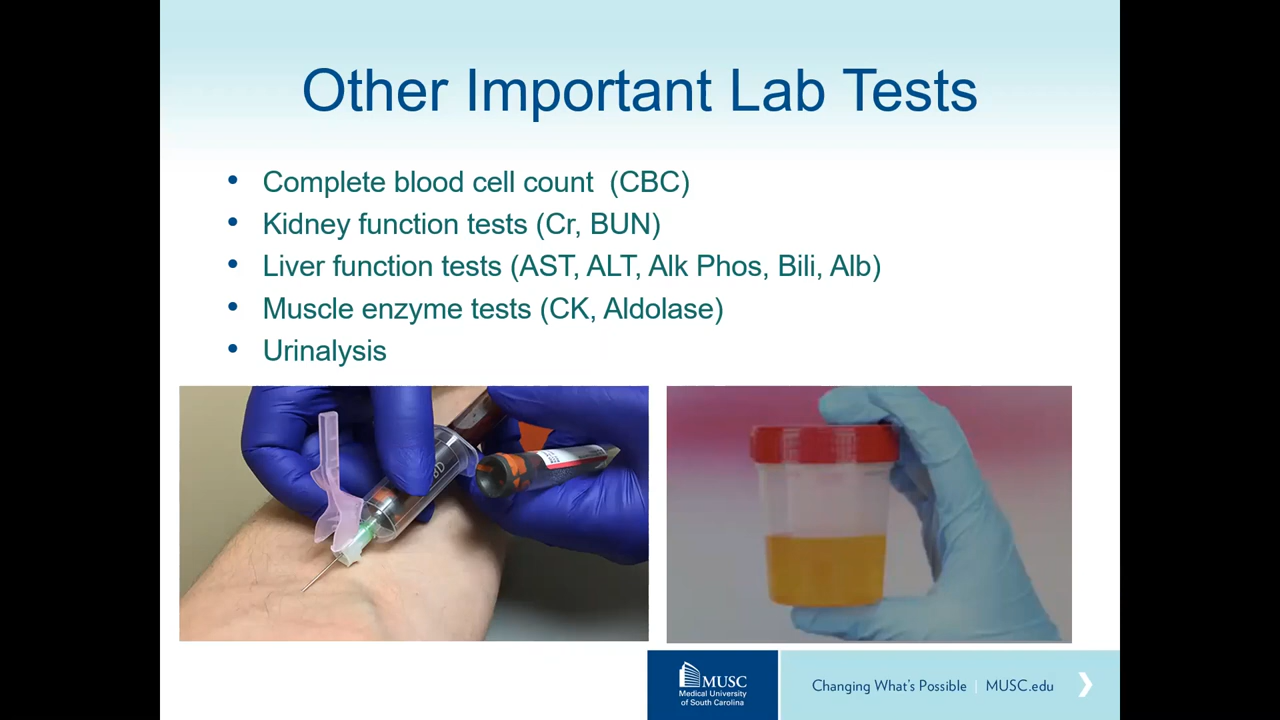 Other Important Lab Tests
• Complete blood cell count (CBC)
• Kidney function tests (Cr, BUN)
• Liver function tests (AST, ALT, Alk Phos, Bili, Alb)
• Muscle enzyme tests (CK, Aldolase)
• Urinalysis
MUSC
Medical University
of South Carolina
Changing What's Possible | MUSC.edu